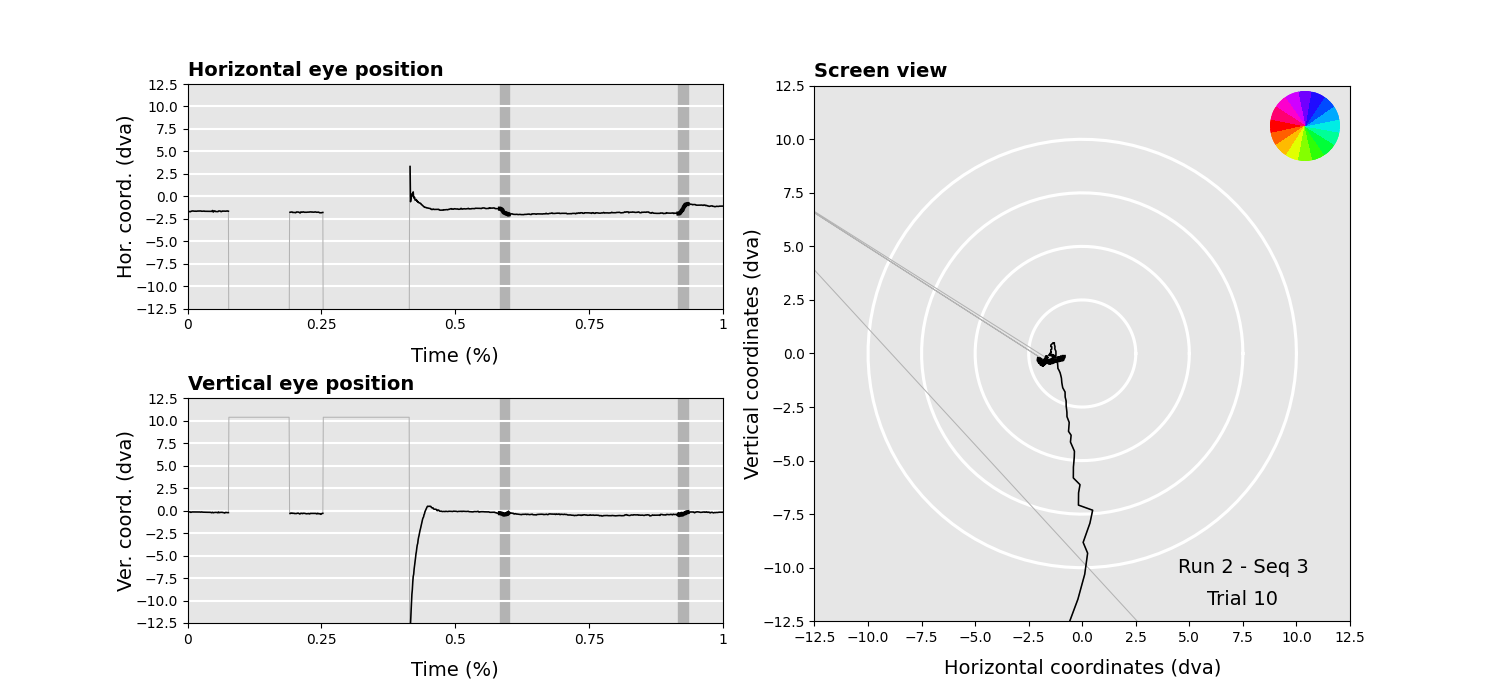 Horizontal eye position
12.5
10.0
7.5
5.0
2.5
0.0
−2.5
−5.0
−7.5
−10.0
−12.5
Hor. coord. (dva)
0 0.25 0.5 0.75 1
Time (%)
Vertical eye position
12.5
10.0
7.5
5.0
2.5
0.0
−2.5
−5.0
−7.5
−10.0
−12.5
Ver. coord. (dva)
0 0.25 0.5 0.75 1
Time (%)
Screen view
12.5
10.0
7.5
5.0
2.5
0.0
−2.5
−5.0
−7.5
−10.0
−12.5
Vertical coordinates (dva)
Run 2 - Seq 3
Trial 10
−12.5 −10.0 −7.5 −5.0 −2.5 0.0 2.5 5.0 7.5 10.0 12.5
Horizontal coordinates (dva)